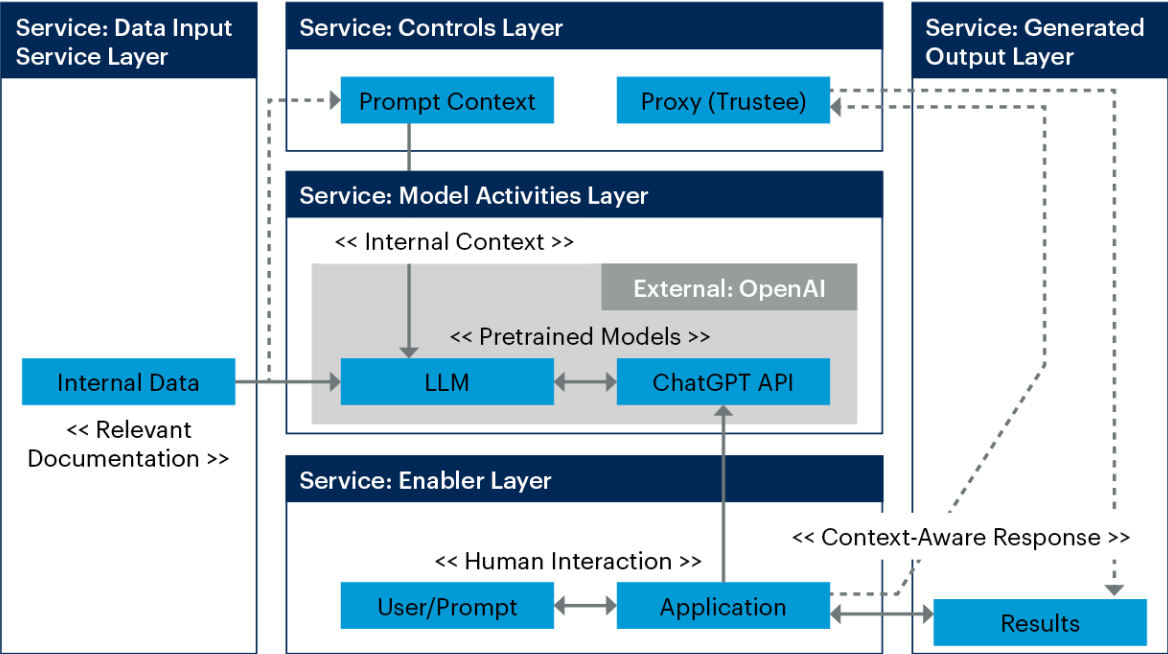 Service: Data Input
Service Layer
Internal Data
<< Relevant
Documentation >>
Service: Controls Layer
Prompt Context
Proxy (Trustee)
Service: Model Activities Layer
<< Internal Context >>
External: OpenAI
<< Pretrained Models >>
LLM
ChatGPT API
Service: Enabler Layer
<< Human Interaction >>
User/Prompt
Application
Service: Generated
Output Layer
<< Context-Aware Response >>
Results